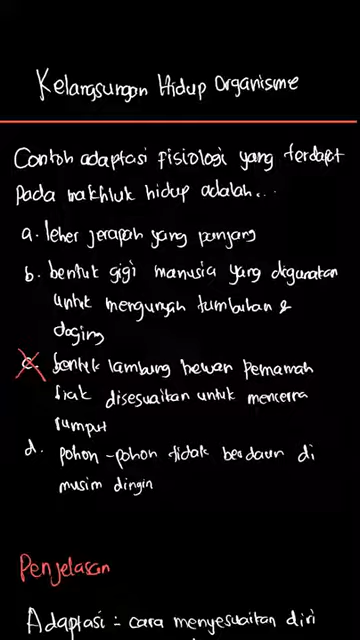 Kelangsungan Hidup Organisme
Contoh adaptasi fisiologi yang terdapat
pada makhluk hidup adalah...
a. leher jerapah yang panjang
b. bentuk gigi manusia yang digunakan
untuk mengunyah tumbuhan &
daging
c. bentuk lambung hewan pemamah
biak disesuaikan untuk mencerna
rumput
d. pohon-pohon tidak berdaun di
musim dingin
Penjelasan
Adaptasi = cara menyesuaikan diri